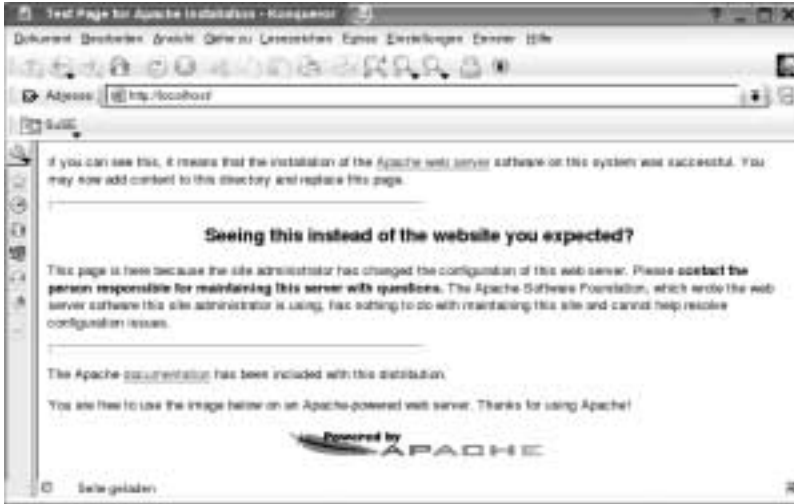 Test Page for Apache Installation - Konqueror
Dokument Bearbeiten Ansicht Gehe zu Lesezeichen Extras Einstellungen Fenster Hilfe
Adresse: http://localhost/
SuSE
If you can see this, it means that the installation of the Apache web server software on this system was successful. You
may now add content to this directory and replace this page.
Seeing this instead of the website you expected?
This page is here because the site administrator has changed the configuration of this web server. Please contact the
person responsible for maintaining this server with questions. The Apache Software Foundation, which wrote the web
server software this site administrator is using, has nothing to do with maintaining this site and cannot help resolve
configuration issues.
The Apache documentation has been included with this distribution.
You are free to use the image below on an Apache-powered web server. Thanks for using Apache!
Powered by
APACHE
Seite geladen